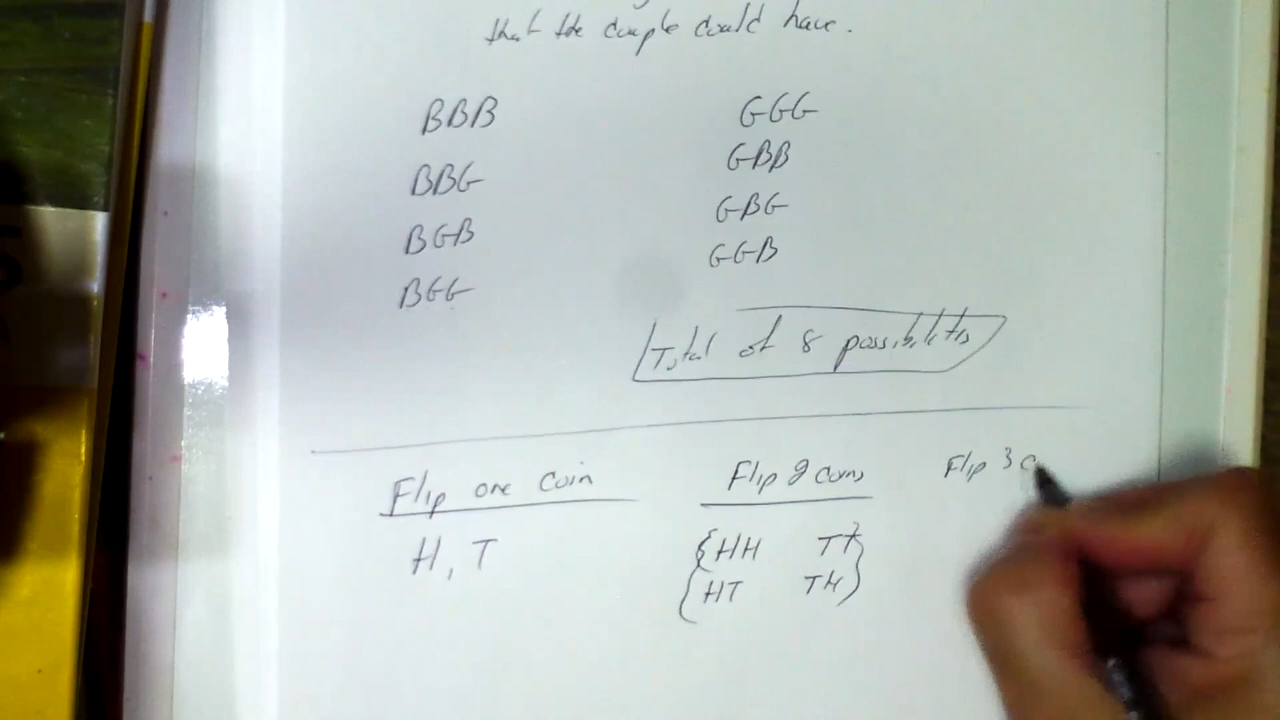 that the couple could have.
BBB GGG
BBG GBB
BGB GBG
BGG GGB
Total of 8 possibilities
Flip one coin Flip 2 coins Flip 3 c
H, T {HH TT}
HT TH